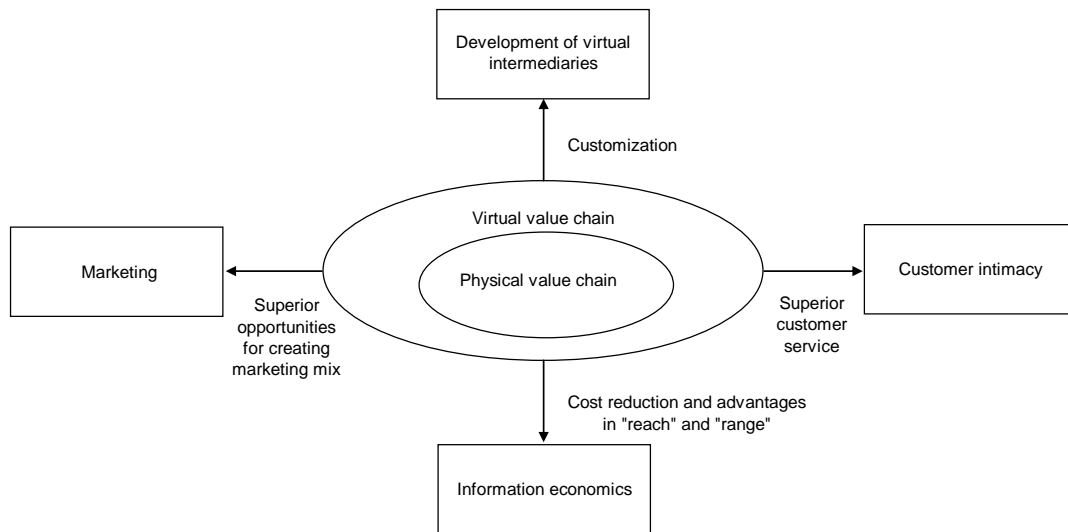 Development of virtual
intermediaries
Customization
Virtual value chain
Marketing
Physical value chain
Customer intimacy
Superior
opportunities
for creating
marketing mix
Superior
customer
service
Cost reduction and advantages
in "reach" and "range"
Information economics